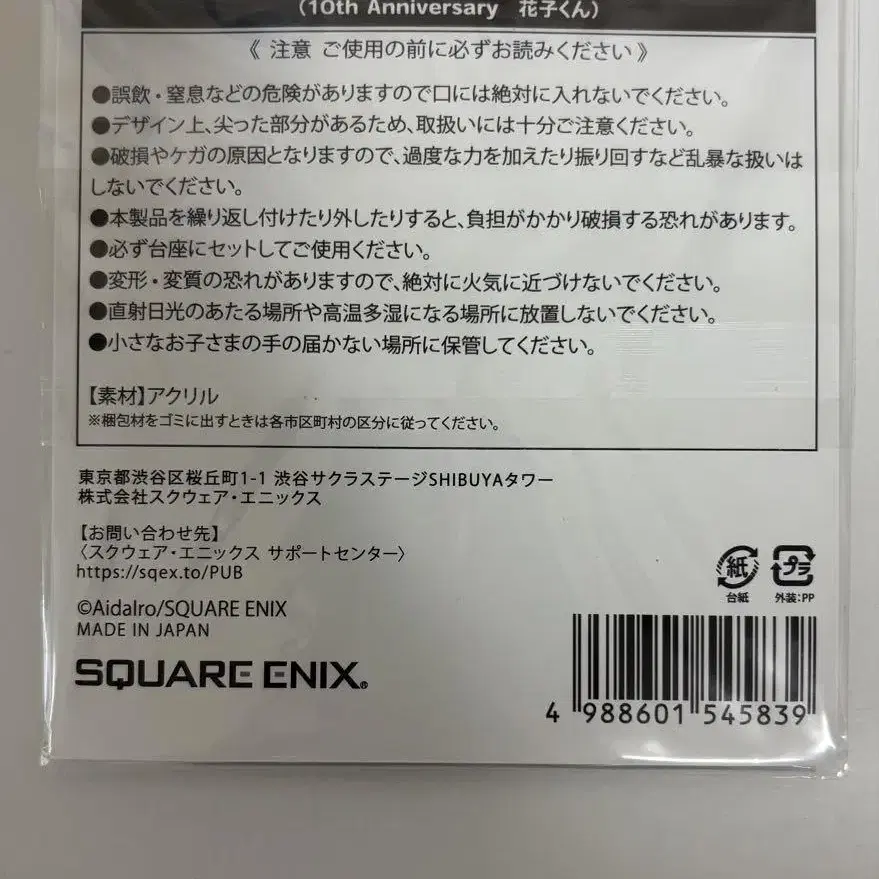 (10th Anniversary 花子くん)
《 注意 ご使用の前に必ずお読みください 》
●誤飲・窒息などの危険がありますので口には絶対に入れないでください。
●デザイン上、尖った部分があるため、取扱いには十分ご注意ください。
●破損やケガの原因となりますので、過度な力を加えたり振り回すなど乱暴な扱いは
しないでください。
●本製品を繰り返し付けたり外したりすると、負担がかかり破損する恐れがあります。
●必ず台座にセットしてご使用ください。
●変形・変質の恐れがありますので、絶対に火気に近づけないでください。
●直射日光のあたる場所や高温多湿になる場所に放置しないでください。
●小さなお子さまの手の届かない場所に保管してください。
【素材】アクリル
※梱包材をゴミに出すときは各市区町村の区分に従ってください。
東京都渋谷区桜丘町1-1 渋谷サクラステージSHIBUYAタワー
株式会社スクウェア・エニックス
【お問い合わせ先】
〈スクウェア・エニックス サポートセンター〉
https://sqex.to/PUB
紙
プラ
台紙
外装:PP
©AidaIro/SQUARE ENIX
MADE IN JAPAN
SQUARE ENIX®
4 988601 545839